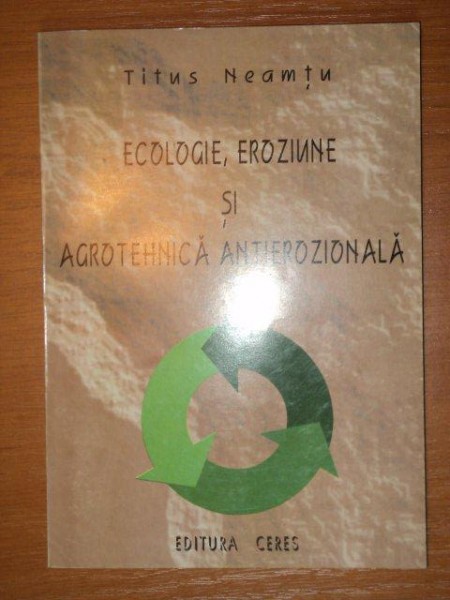 Titus Neamțu
ECOLOGIE, EROZIUNE
ȘI
AGROTEHNICĂ ANTIEROZIONALĂ
EDITURA CERES